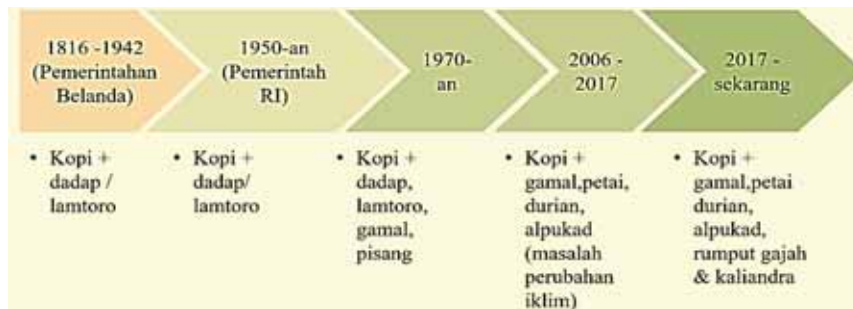 1816 -1942
(Pemerintahan
Belanda)
1950-an
(Pemerintah
RI)
1970-
an
2006 -
2017
2017 -
sekarang
• Kopi +
dadap /
lamtoro
• Kopi +
dadap/
lamtoro
• Kopi +
dadap,
lamtoro,
gamal,
pisang
• Kopi +
gamal,petai,
durian,
alpukad
(masalah
perubahan
iklim)
• Kopi +
gamal,petai
durian,
alpukad,
rumput gajah
& kaliandra